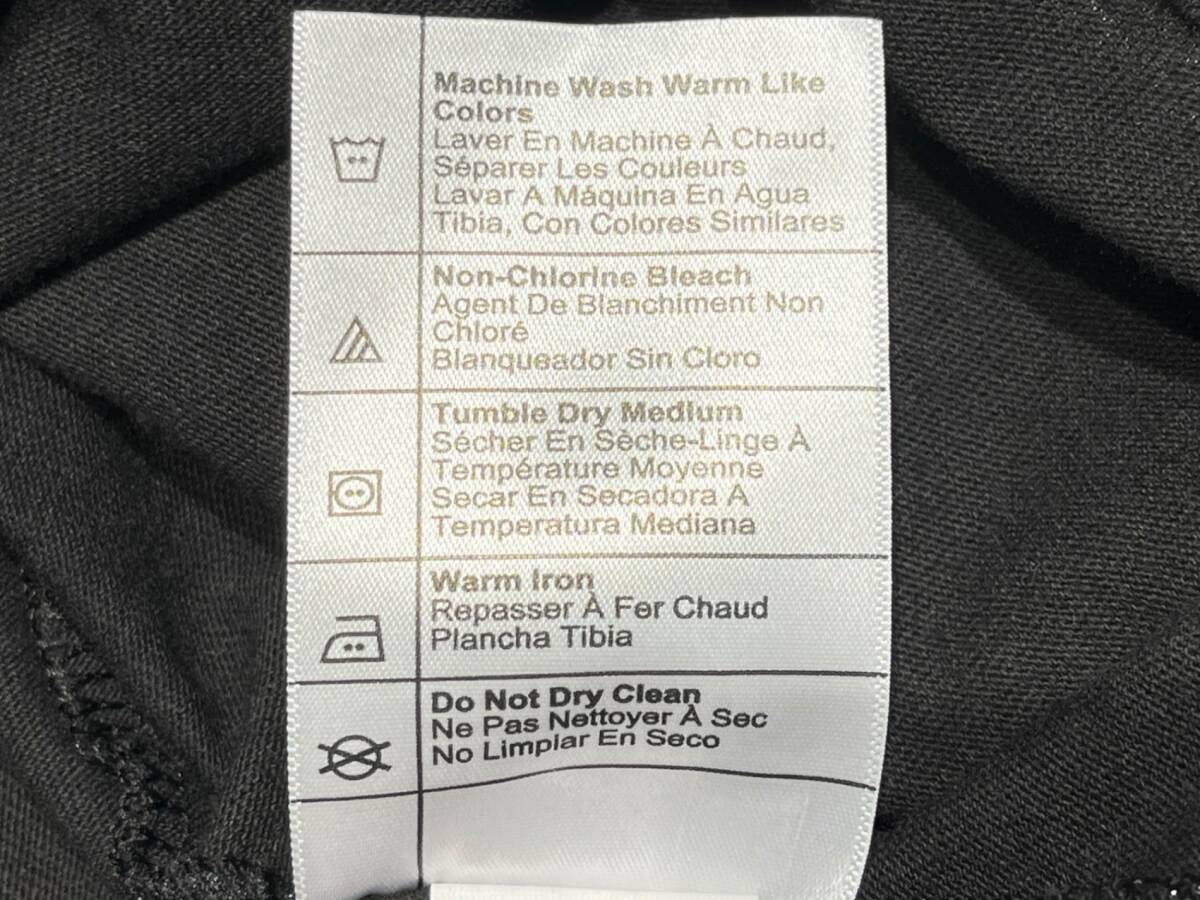 Machine Wash Warm Like
Colors
Laver En Machine À Chaud,
Séparer Les Couleurs
Lavar A Máquina En Agua
Tibia, Con Colores Similares
Non-Chlorine Bleach
Agent De Blanchiment Non
Chloré
Blanqueador Sin Cloro
Tumble Dry Medium
Sécher En Sèche-Linge À
Température Moyenne
Secar En Secadora A
Temperatura Mediana
Warm Iron
Repasser À Fer Chaud
Plancha Tibia
Do Not Dry Clean
Ne Pas Nettoyer À Sec
No Limpiar En Seco